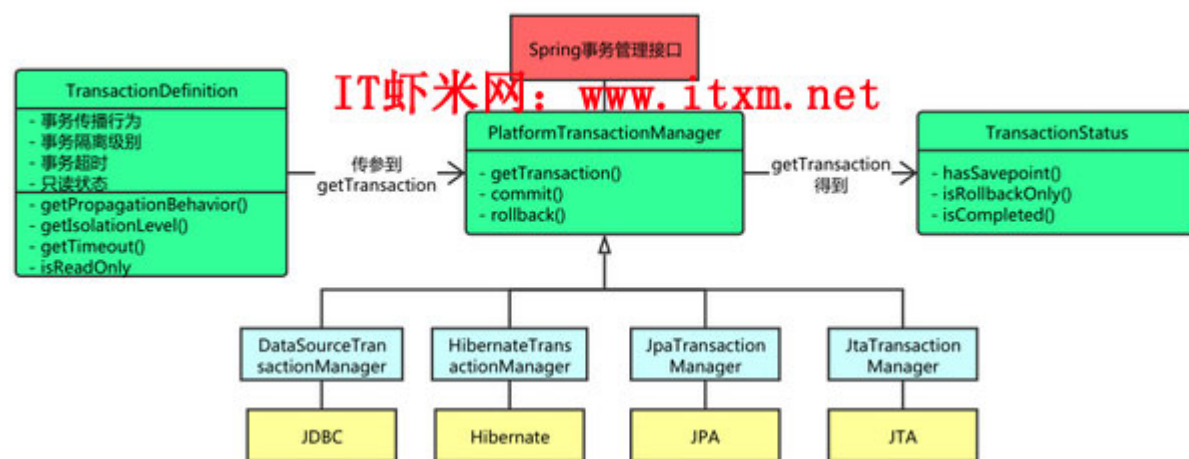 Spring事务管理接口
IT虾米网：www.itxm.net
TransactionDefinition
- 事务传播行为
- 事务隔离级别
- 事务超时
- 只读状态
- getPropagationBehavior()
- getIsolationLevel()
- getTimeout()
- isReadOnly
传参到
getTransaction
PlatformTransactionManager
- getTransaction()
- commit()
- rollback()
getTransaction
得到
TransactionStatus
- hasSavepoint()
- isRollbackOnly()
- isCompleted()
DataSourceTran
sactionManager
HibernateTrans
actionManager
JpaTransaction
Manager
JtaTransaction
Manager
JDBC
Hibernate
JPA
JTA